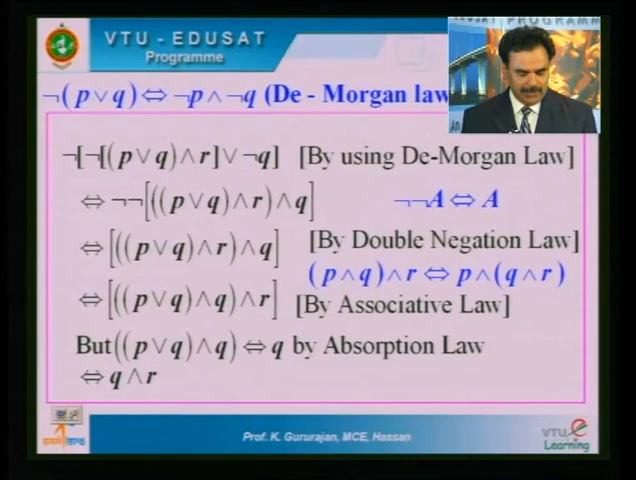 VTU - EDUSAT
Programme
PROGRAMM
¬(p∨q)⇔¬p∧¬q (De - Morgan law
¬[¬[(p∨q)∧r]∨¬q] [By using De-Morgan Law]
⇔¬¬[((p∨q)∧r)∧q] ¬¬A⇔A
⇔[((p∨q)∧r)∧q] [By Double Negation Law]
(p∧q)∧r⇔p∧(q∧r)
⇔[((p∨q)∧q)∧r] [By Associative Law]
But((p∨q)∧q)⇔q by Absorption Law
⇔q∧r
Prof. K. Gururajan, MCE, Hassan
VTU e
Learning